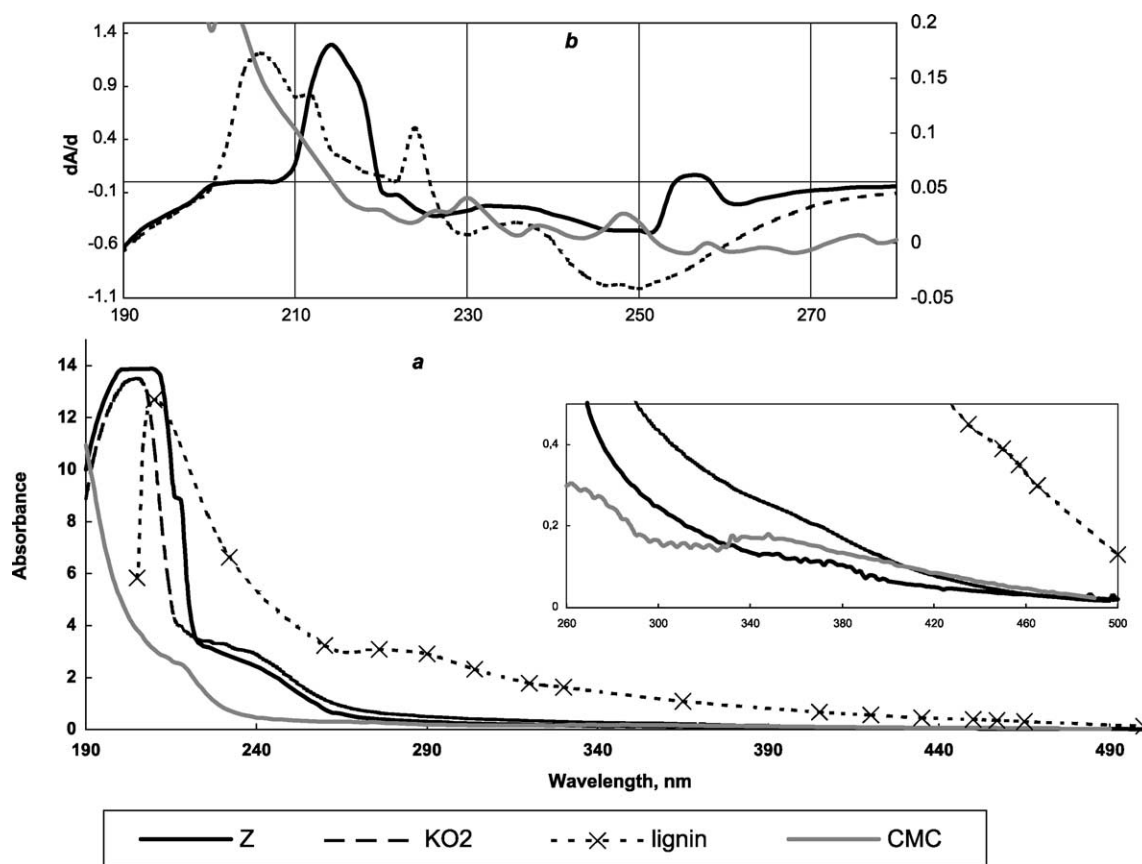 b
1.4
0.9
0.4
-0.1
-0.6
-1.1
dA/d
0.2
0.15
0.1
0.05
0
-0.05
190 210 230 250 270
a
14
12
10
8
6
4
2
0
Absorbance
0,4
0,2
0
260 300 340 380 420 460 500
190 240 290 340 390 440 490
Wavelength, nm
Z KO2 lignin CMC